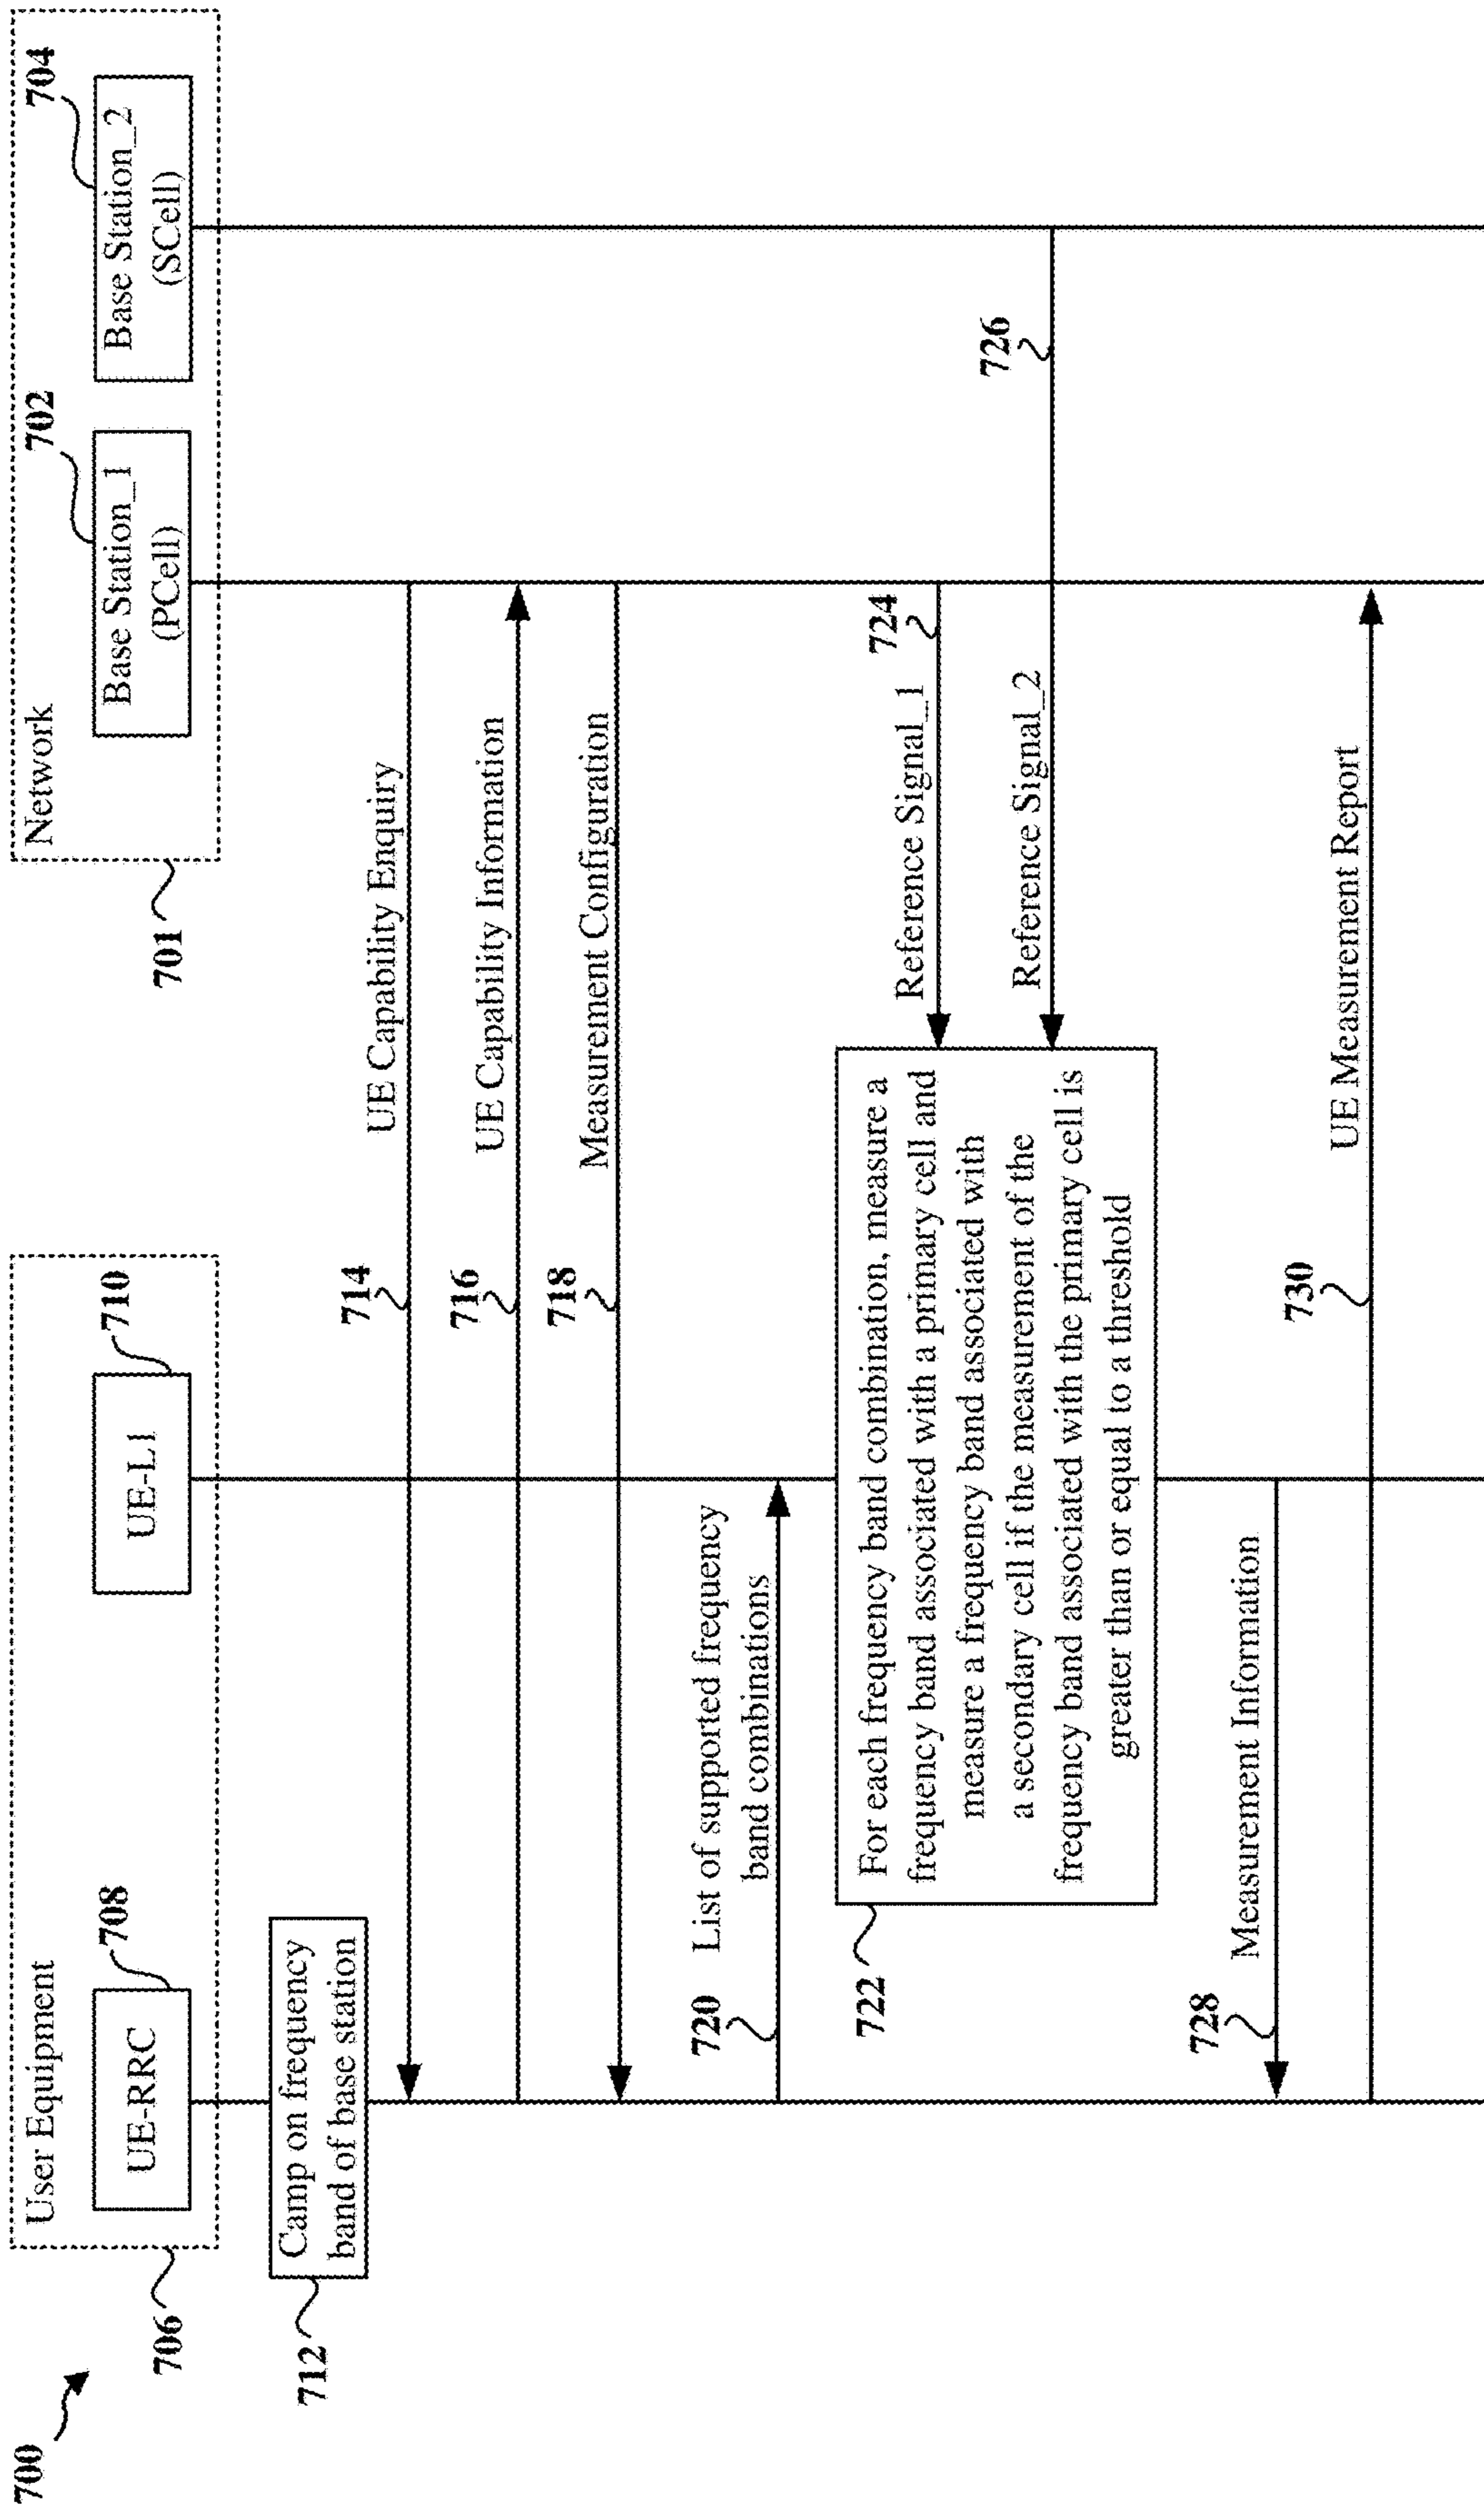 700
706
User Equipment
708
UE-RRC
710
UE-L1
701
Network
702
Base Station_1
(PCell)
704
Base Station_2
(SCell)
712
Camp on frequency
band of base station
714
UE Capability Enquiry
716
UE Capability Information
718
Measurement Configuration
720
List of supported frequency
band combinations
722
For each frequency band combination, measure a
frequency band associated with a primary cell and
measure a frequency band associated with
a secondary cell if the measurement of the
frequency band associated with the primary cell is
greater than or equal to a threshold
Reference Signal_1
724
Reference Signal_2
726
728
Measurement Information
730
UE Measurement Report